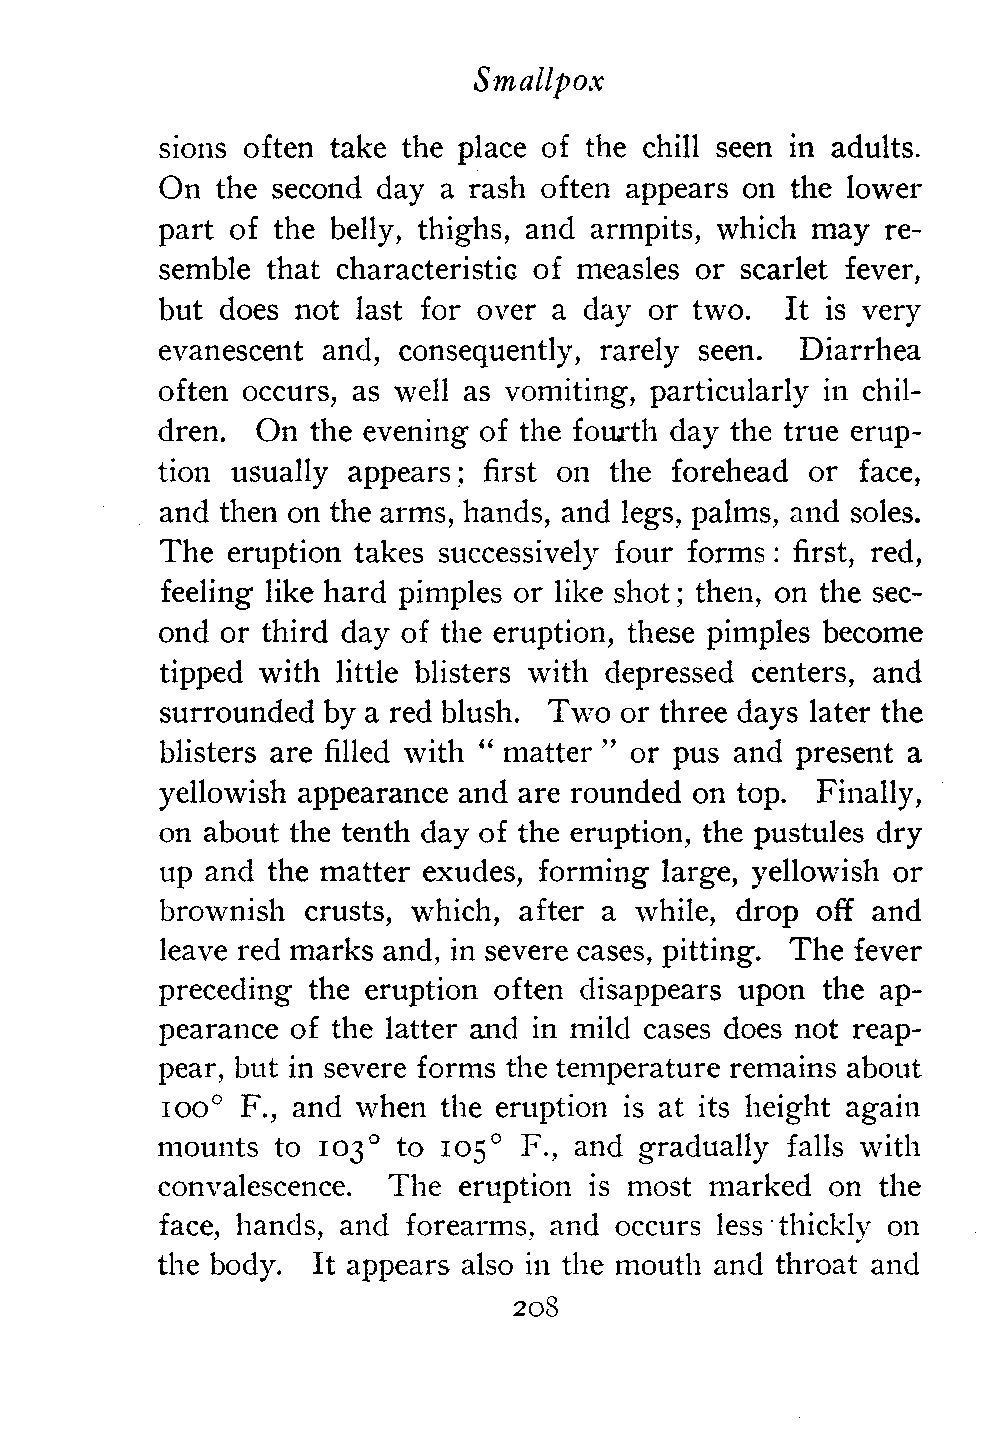 Smallpox
sions often take the place of the chill seen in adults.
On the second day a rash often appears on the lower
part of the belly, thighs, and armpits, which may re-
semble that characteristic of measles or scarlet fever,
but does not last for over a day or two. It is very
evanescent and, consequently, rarely seen. Diarrhea
often occurs, as well as vomiting, particularly in chil-
dren. On the evening of the fourth day the true erup-
tion usually appears; first on the forehead or face,
and then on the arms, hands, and legs, palms, and soles.
The eruption takes successively four forms: first, red,
feeling like hard pimples or like shot; then, on the sec-
ond or third day of the eruption, these pimples become
tipped with little blisters with depressed centers, and
surrounded by a red blush. Two or three days later the
blisters are filled with “ matter ” or pus and present a
yellowish appearance and are rounded on top. Finally,
on about the tenth day of the eruption, the pustules dry
up and the matter exudes, forming large, yellowish or
brownish crusts, which, after a while, drop off and
leave red marks and, in severe cases, pitting. The fever
preceding the eruption often disappears upon the ap-
pearance of the latter and in mild cases does not reap-
pear, but in severe forms the temperature remains about
100° F., and when the eruption is at its height again
mounts to 103° to 105° F., and gradually falls with
convalescence. The eruption is most marked on the
face, hands, and forearms, and occurs less thickly on
the body. It appears also in the mouth and throat and
208